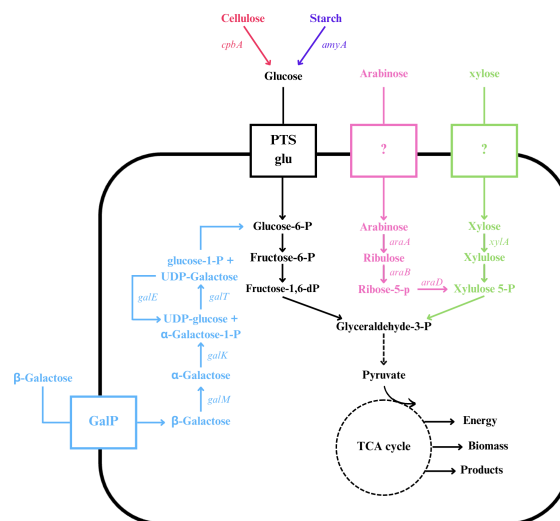 Cellulose
Starch
cpbA
amyA
Glucose
Arabinose
xylose
PTS
glu
?
?
Glucose-6-P
Arabinose
Xylose
araA
xylA
glucose-1-P +
UDP-Galactose
Fructose-6-P
Ribulose
Xylulose
araB
araD
galE
galT
Fructose-1,6-dP
Ribose-5-p
Xylulose 5-P
UDP-glucose +
α-Galactose-1-P
Glyceraldehyde-3-P
galK
β-Galactose
α-Galactose
Pyruvate
galM
GalP
β-Galactose
TCA cycle
Energy
Biomass
Products